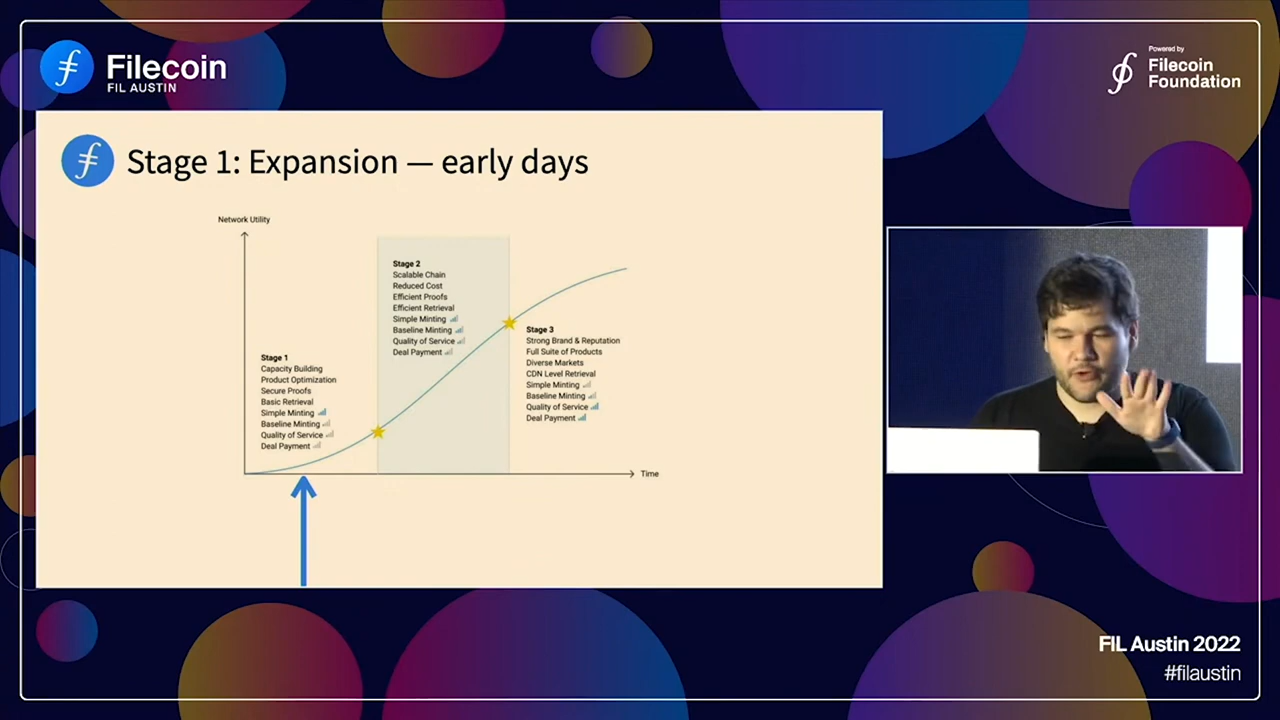 Filecoin
FIL AUSTIN
Powered by
Filecoin
Foundation
Stage 1: Expansion — early days
Network Utility
Stage 1
Capacity Building
Product Optimization
Secure Proofs
Basic Retrieval
Simple Minting
Baseline Minting
Quality of Service
Deal Payment
Stage 2
Scalable Chain
Reduced Cost
Efficient Proofs
Efficient Retrieval
Simple Minting
Baseline Minting
Quality of Service
Deal Payment
Stage 3
Strong Brand & Reputation
Full Suite of Products
Diverse Markets
CDN Level Retrieval
Simple Minting
Baseline Minting
Quality of Service
Deal Payment
Time
FIL Austin 2022
#filaustin